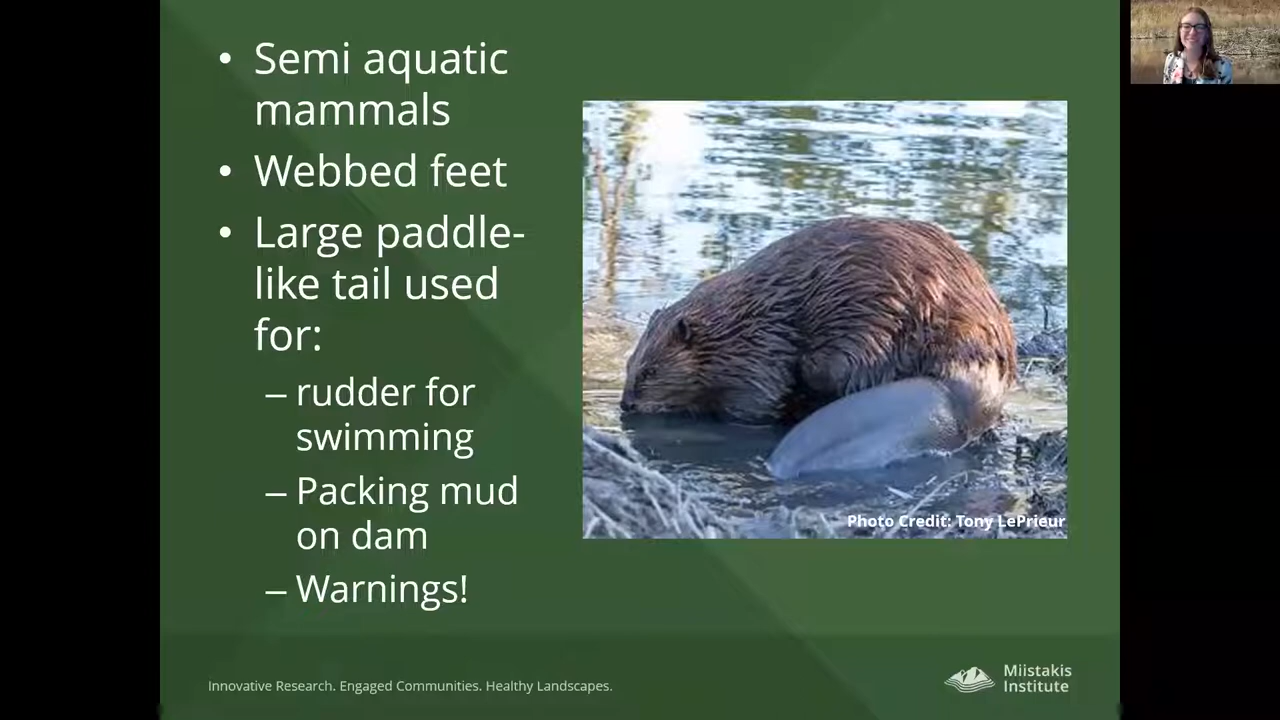 • Semi aquatic
mammals
• Webbed feet
• Large paddle-
like tail used
for:
– rudder for
swimming
– Packing mud
on dam
– Warnings!
Photo Credit: Tony LePrieur
Innovative Research. Engaged Communities. Healthy Landscapes.
Miistakis
Institute